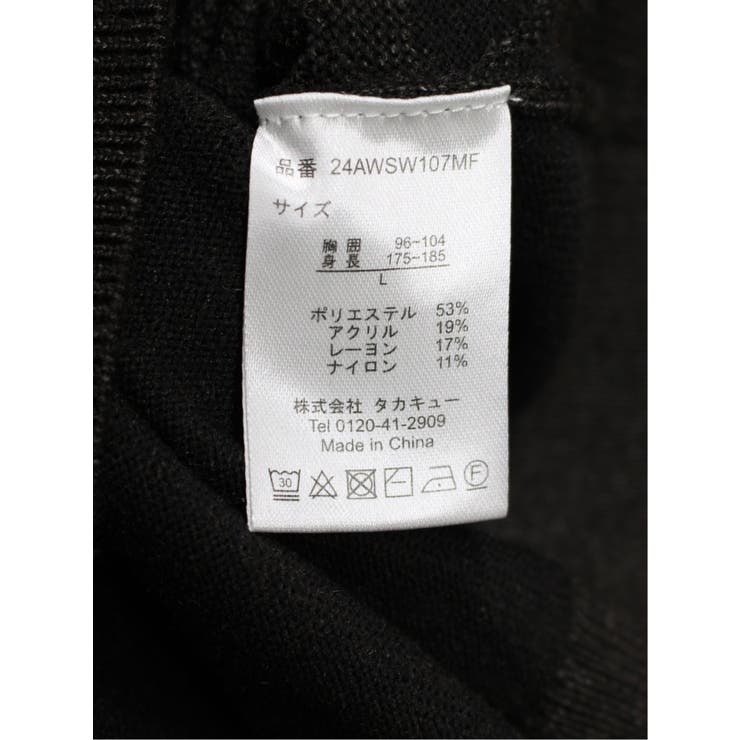 品番 24AWSW107MF
サイズ
胸囲 96~104
身長 175~185
L
ポリエステル 53%
アクリル 19%
レーヨン 17%
ナイロン 11%
株式会社 タカキュー
Tel 0120-41-2909
Made in China
30 F